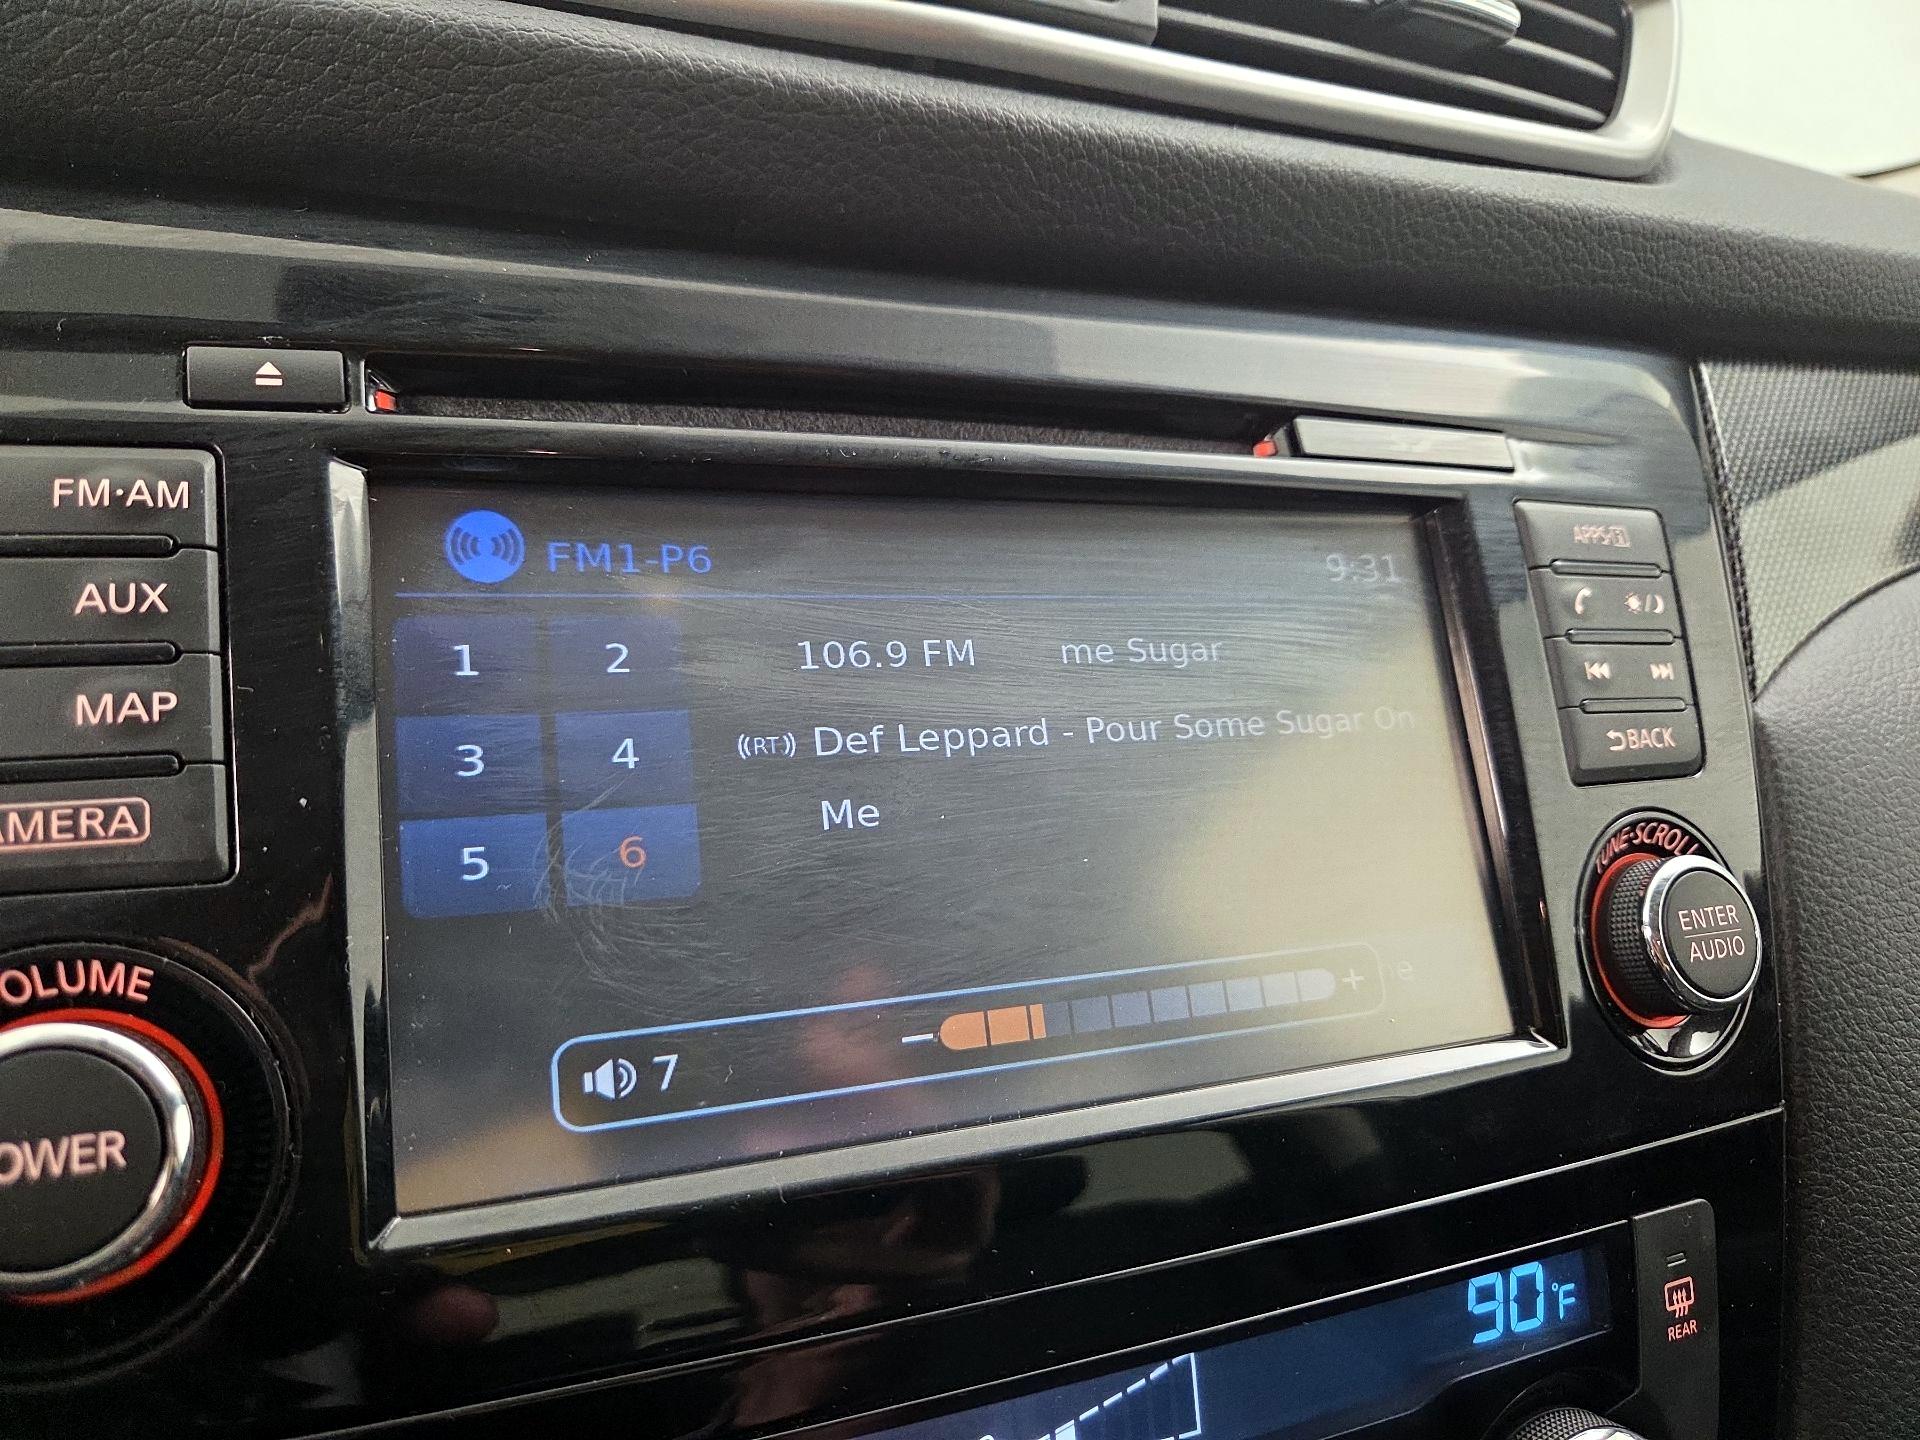 FM·AM
AUX
MAP
AMERA
OLUME
OWER
FM1-P6
9:31
1 2
3 4
5 6
106.9 FM me Sugar
((RT)) Def Leppard - Pour Some Sugar On
Me
7
- +
APPS·i
BACK
TUNE·SCROLL
ENTER
AUDIO
90°F
REAR